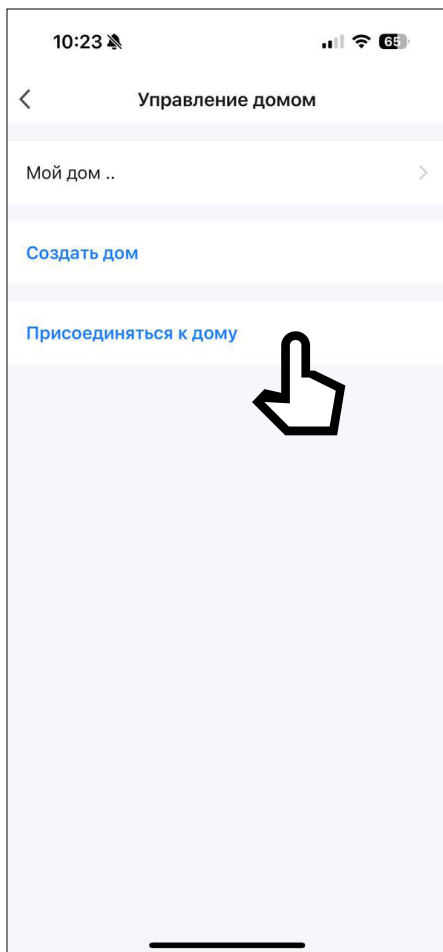 10:23
65
Управление домом
Мой дом ..
Создать дом
Присоединяться к дому